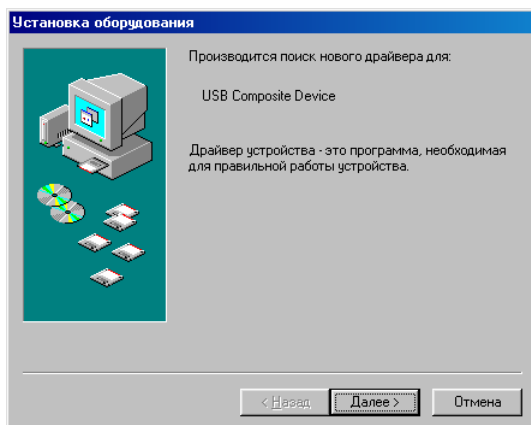 Установка оборудования
Производится поиск нового драйвера для:
USB Composite Device
Драйвер устройства - это программа, необходимая
для правильной работы устройства.
< Назад
Далее >
Отмена